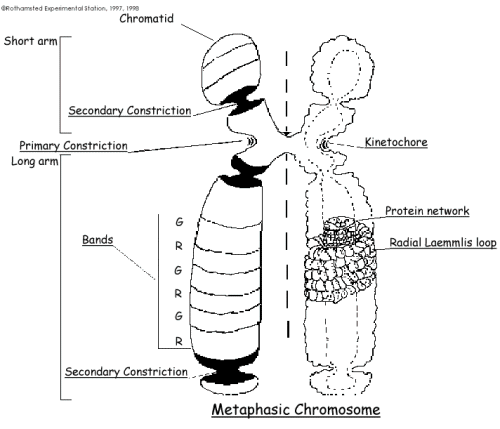 ©Rothamsted Experimental Station, 1997, 1998
Chromatid
Short arm
Secondary Constriction
Primary Constriction
Kinetochore
Long arm
Protein network
Radial Laemmlis loop
Bands
G
R
G
R
G
R
Secondary Constriction
Metaphasic Chromosome